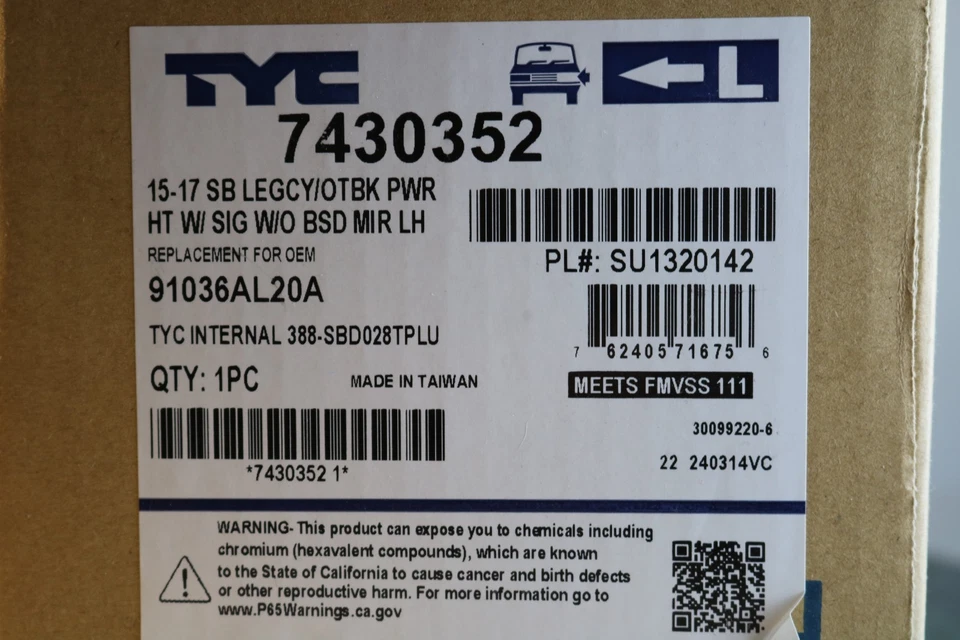 TYC
L
7430352
15-17 SB LEGCY/OTBK PWR
HT W/ SIG W/O BSD MIR LH
REPLACEMENT FOR OEM
91036AL20A
PL#: SU1320142
TYC INTERNAL 388-SBD028TPLU
7 62405 71675 6
QTY: 1PC
MADE IN TAIWAN
MEETS FMVSS 111
30099220-6
22 240314VC
*7430352 1*
WARNING- This product can expose you to chemicals including
chromium (hexavalent compounds), which are known
to the State of California to cause cancer and birth defects
or other reproductive harm. For more information go to
www.P65Warnings.ca.gov